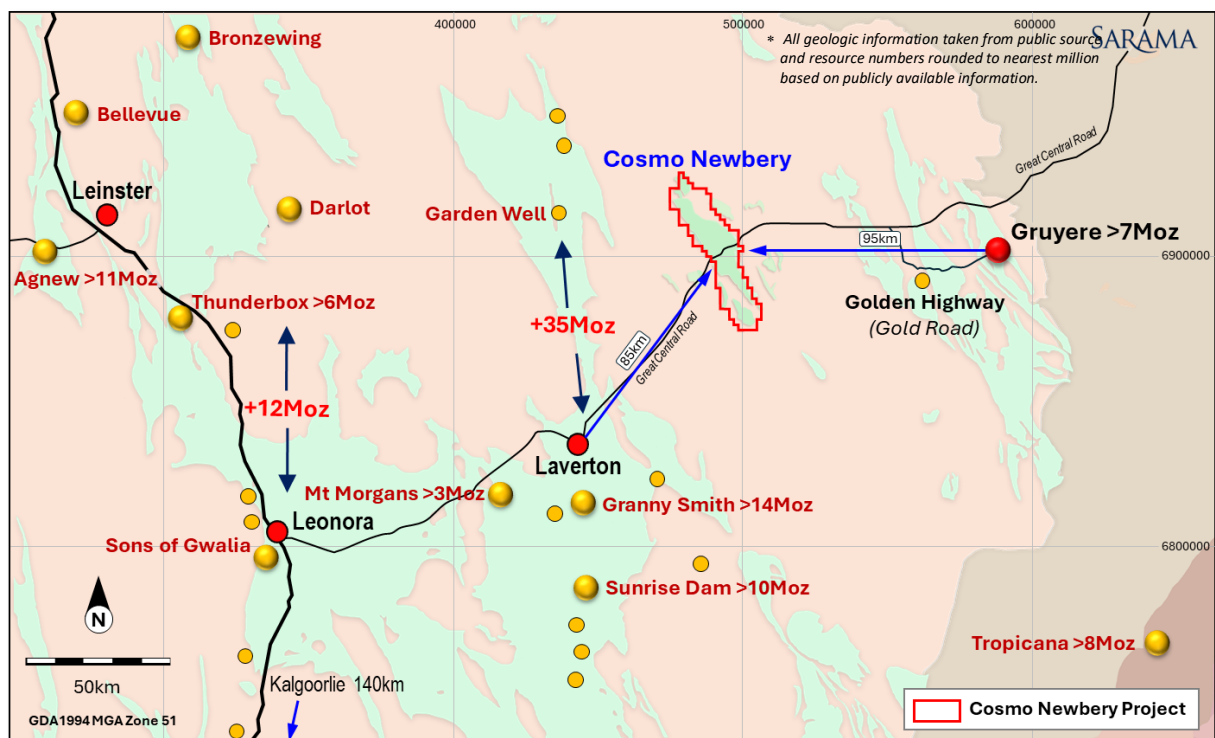 400000
500000
600000
* All geologic information taken from public source
and resource numbers rounded to nearest million
based on publicly available information.
SARAMA
Bronzewing
Bellevue
Great Central Road
Cosmo Newbery
Leinster
Darlot
Garden Well
Gruyere >7Moz
95km
6900000
Agnew >11Moz
Thunderbox >6Moz
Golden Highway
(Gold Road)
+35Moz
85km
Great Central Road
+12Moz
Laverton
Mt Morgans >3Moz
Granny Smith >14Moz
Leonora
Sons of Gwalia
6800000
Sunrise Dam >10Moz
N
Tropicana >8Moz
50km
Kalgoorlie 140km
GDA1994 MGA Zone 51
Cosmo Newbery Project